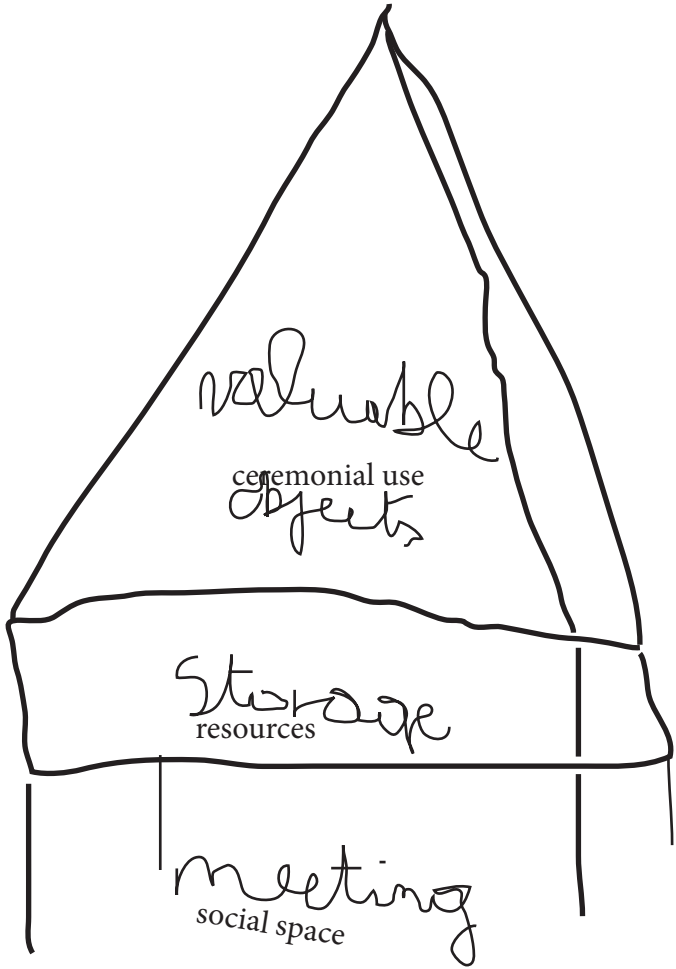 valuable
ceremonial use
objects
Storage
resources
meeting
social space